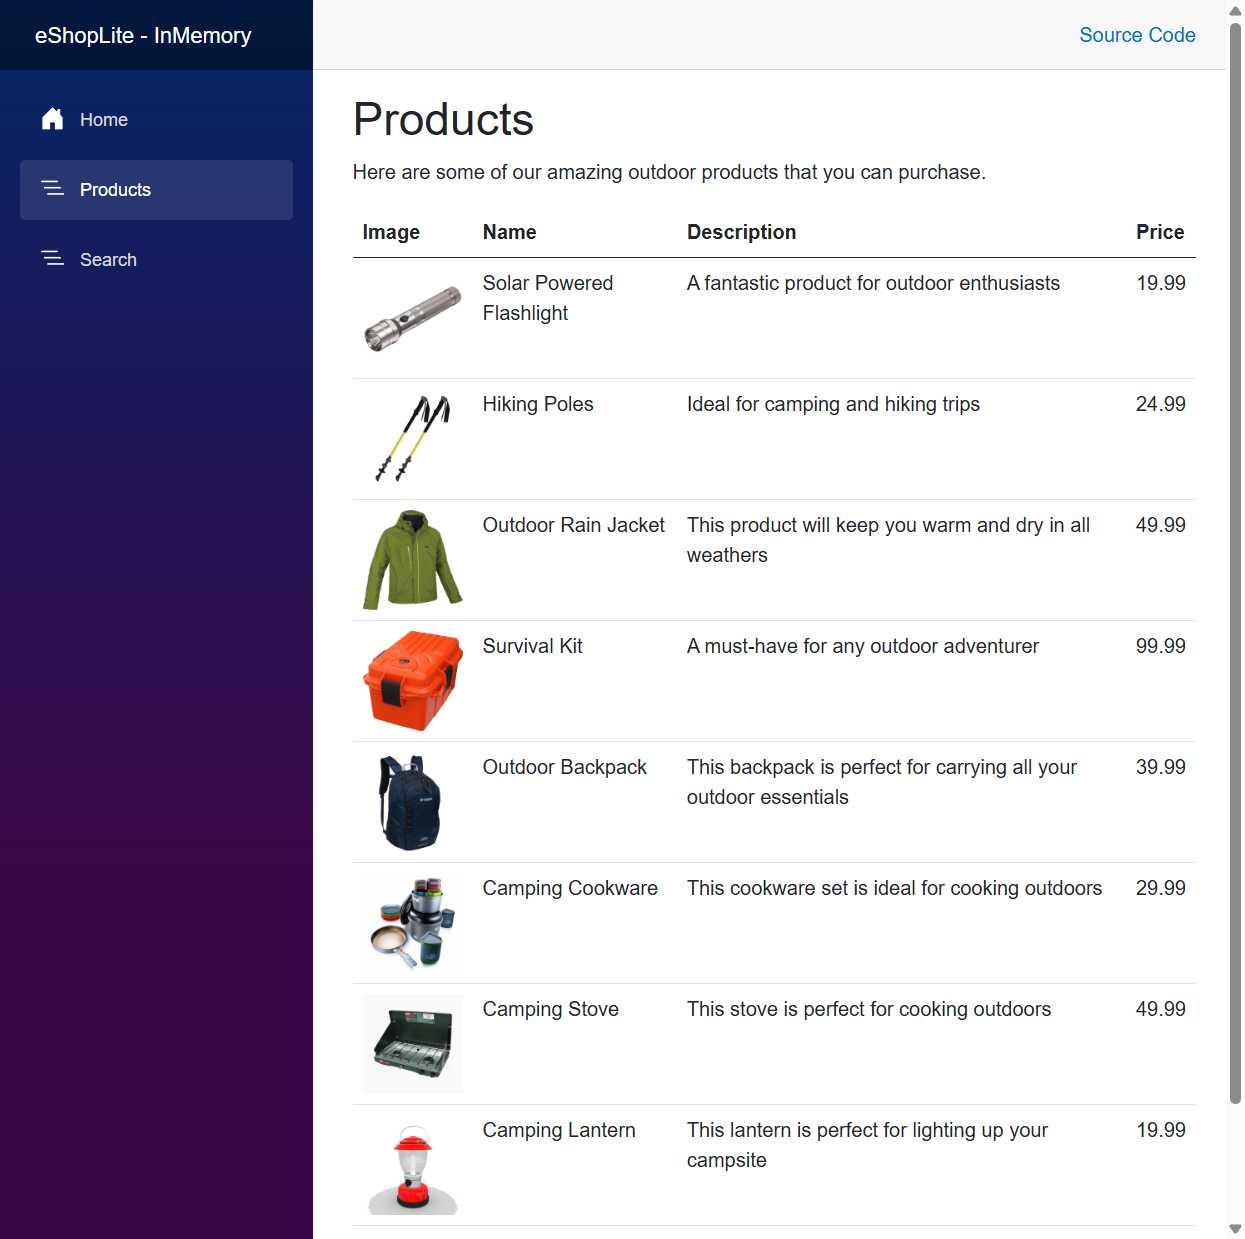 eShopLite - InMemory
Source Code
Home
Products
Search
Products
Here are some of our amazing outdoor products that you can purchase.
Image Name Description Price
Solar Powered Flashlight A fantastic product for outdoor enthusiasts 19.99
Hiking Poles Ideal for camping and hiking trips 24.99
Outdoor Rain Jacket This product will keep you warm and dry in all weathers 49.99
Survival Kit A must-have for any outdoor adventurer 99.99
Outdoor Backpack This backpack is perfect for carrying all your outdoor essentials 39.99
Camping Cookware This cookware set is ideal for cooking outdoors 29.99
Camping Stove This stove is perfect for cooking outdoors 49.99
Camping Lantern This lantern is perfect for lighting up your campsite 19.99